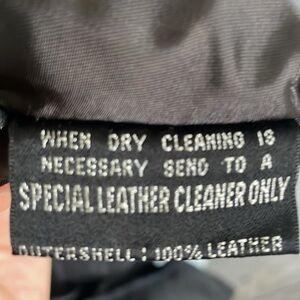 WHEN DRY CLEANING IS
NECESSARY SEND TO A
SPECIAL LEATHER CLEANER ONLY
OUTERSHELL: 100% LEATHER